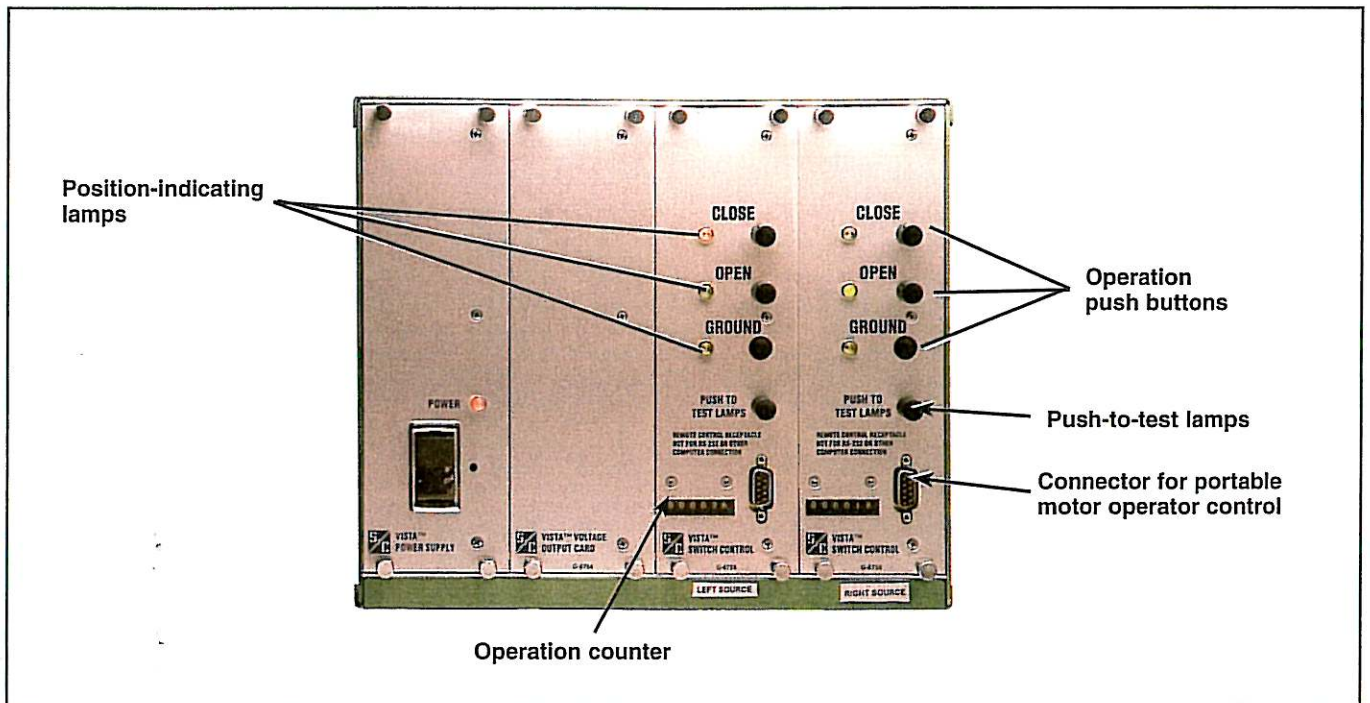 Position-indicating
lamps
CLOSE
OPEN
GROUND
PUSH TO
TEST LAMPS
REMOTE CONTROL RECEPTACLE
NOT FOR RS-232 OR OTHER
COMPUTER CONNECTION
CLOSE
OPEN
GROUND
PUSH TO
TEST LAMPS
REMOTE CONTROL RECEPTACLE
NOT FOR RS-232 OR OTHER
COMPUTER CONNECTION
Operation
push buttons
Push-to-test lamps
Connector for portable
motor operator control
POWER
S/C VISTA™
POWER SUPPLY
S/C VISTA™ VOLTAGE
OUTPUT CARD
S/C VISTA™
SWITCH CONTROL
S/C VISTA™
SWITCH CONTROL
LEFT SOURCE
RIGHT SOURCE
Operation counter